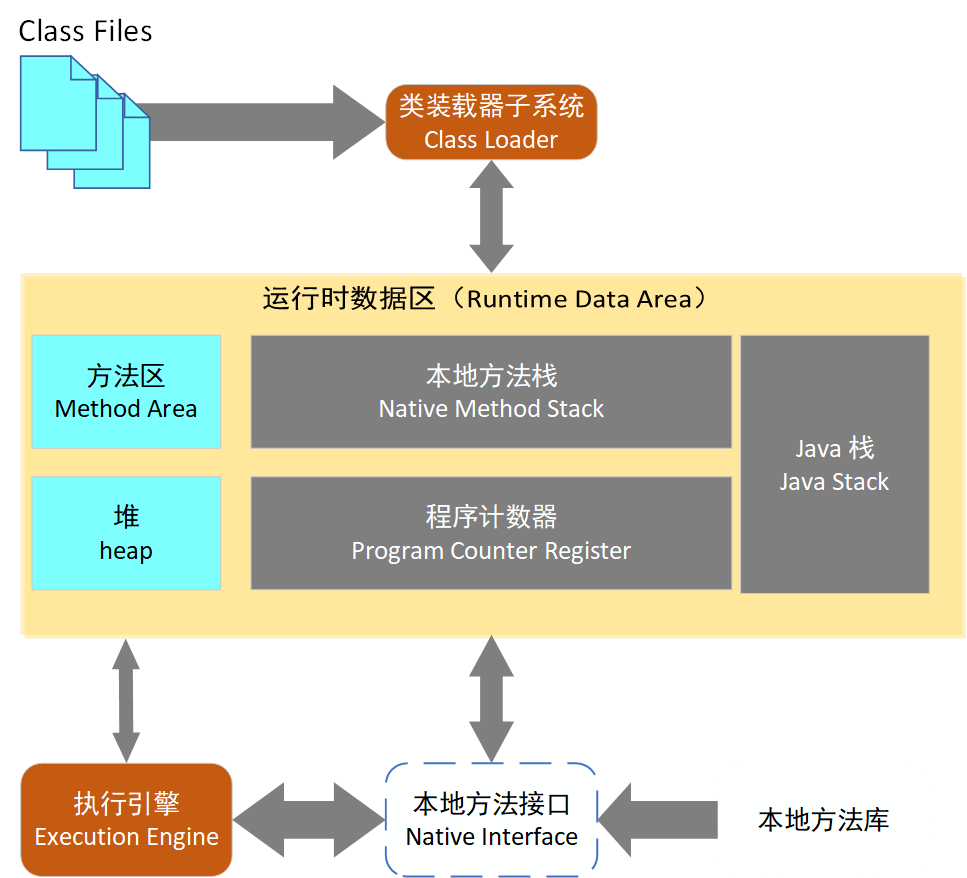 Class Files
类装载器子系统
Class Loader
运行时数据区（Runtime Data Area）
方法区
Method Area
本地方法栈
Native Method Stack
Java 栈
Java Stack
堆
heap
程序计数器
Program Counter Register
执行引擎
Execution Engine
本地方法接口
Native Interface
本地方法库